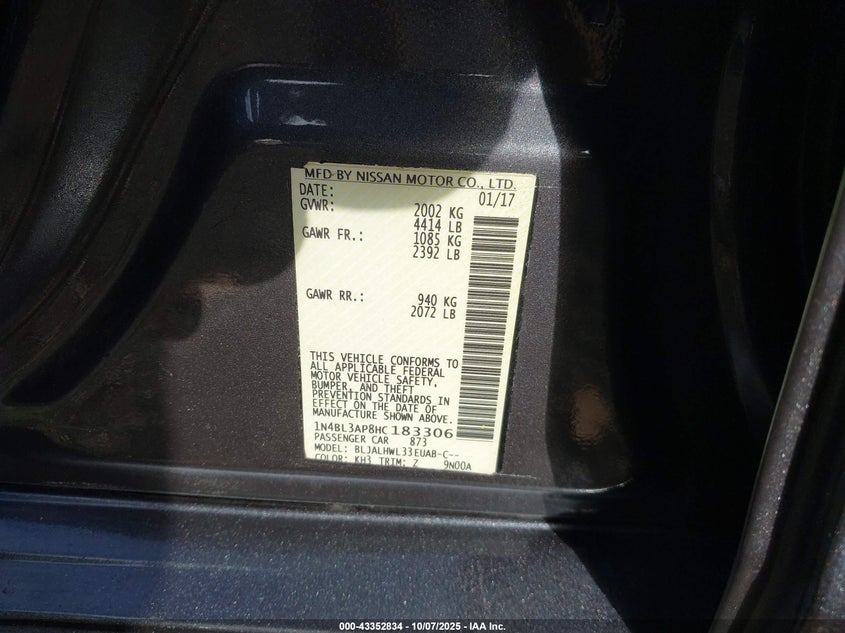 MFD BY NISSAN MOTOR CO., LTD.
DATE: 01/17
GVWR: 2002 KG
4414 LB
GAWR FR.: 1085 KG
2392 LB
GAWR RR.: 940 KG
2072 LB
THIS VEHICLE CONFORMS TO
ALL APPLICABLE FEDERAL
MOTOR VEHICLE SAFETY,
BUMPER, AND THEFT
PREVENTION STANDARDS IN
EFFECT ON THE DATE OF
MANUFACTURE SHOWN ABOVE.
1N4BL3AP8HC183306
PASSENGER CAR 873
MODEL: BLJALHWL33EUAB-C--
COLOR: KH3 TRIM: Z 9N00A
000-43352834 - 10/07/2025 - IAA Inc.